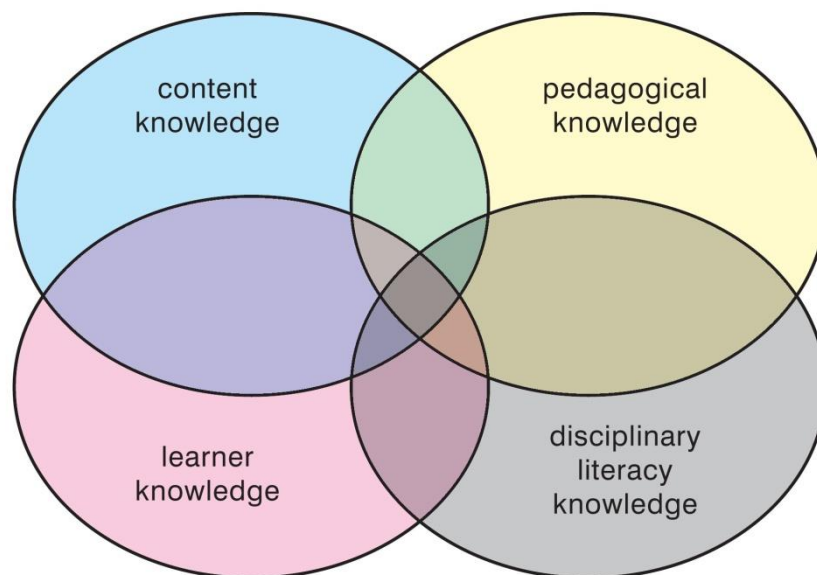 content
knowledge
pedagogical
knowledge
learner
knowledge
disciplinary
literacy
knowledge